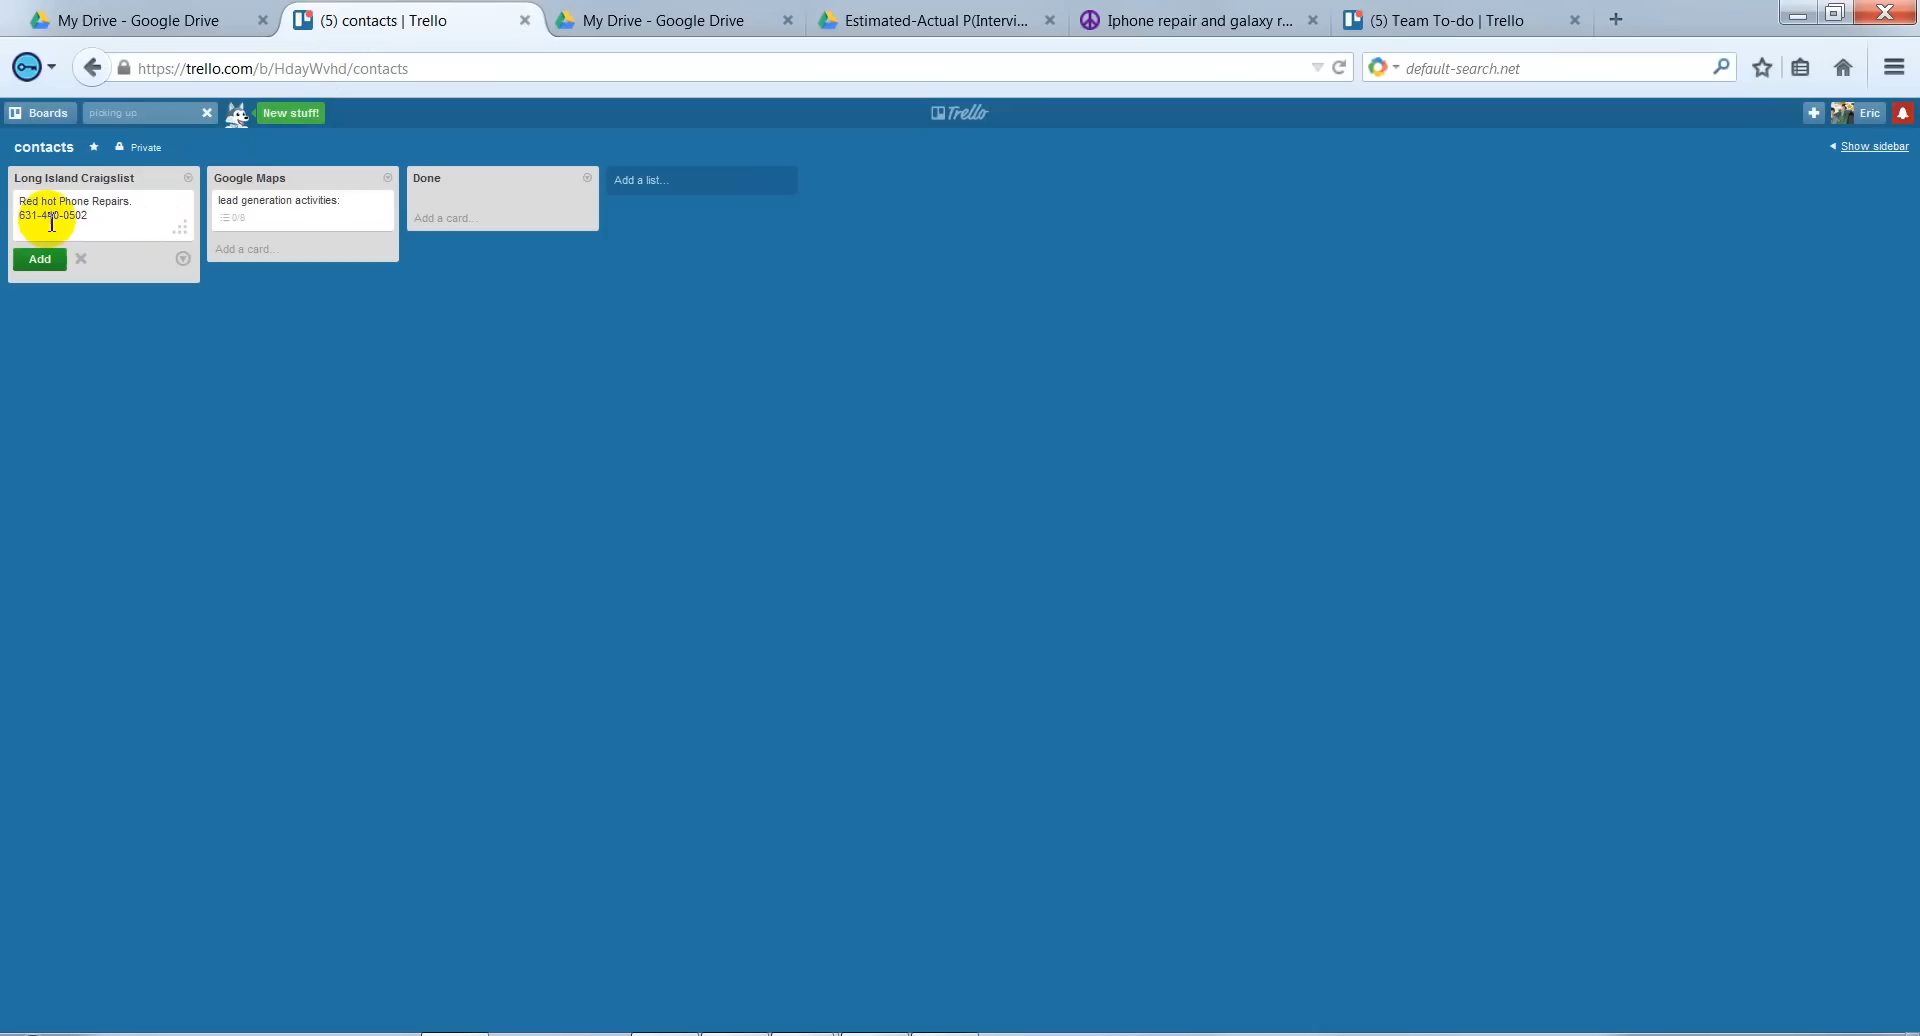 My Drive - Google Drive
(5) contacts | Trello
My Drive - Google Drive
Estimated-Actual P(Intervi...
Iphone repair and galaxy r...
(5) Team To-do | Trello
https://trello.com/b/HdayWvhd/contacts
default-search.net
Boards
picking up
New stuff!
Trello
Eric
contacts
Private
Show sidebar
Long Island Craigslist
Google Maps
Done
Add a list...
Red hot Phone Repairs.
lead generation activities:
0/8
Add a card...
Add
Add a card...